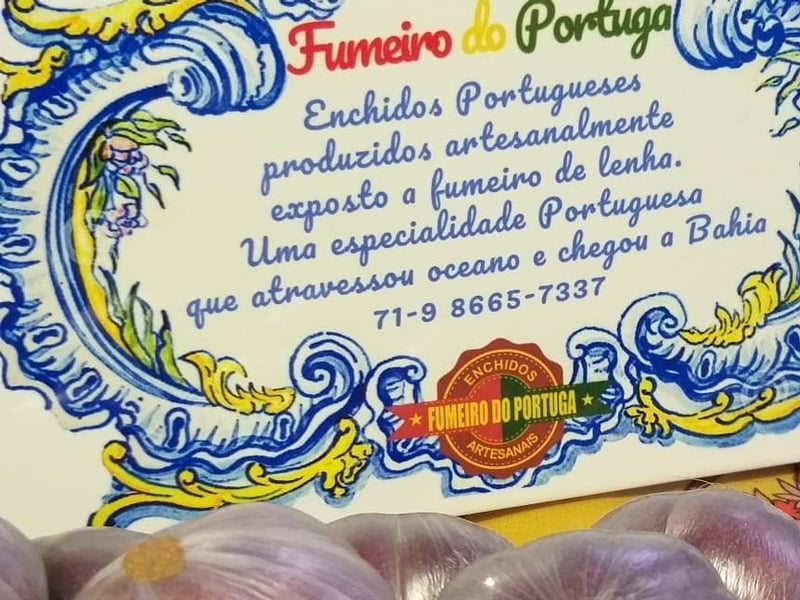 Fumeiro do Portuga
Enchidos Portugueses
produzidos artesanalmente
exposto a fumeiro de lenha.
Uma especialidade Portuguesa
que atravessou oceano e chegou a Bahia
71-9 8665-7337
ENCHIDOS
FUMEIRO DO PORTUGA
ARTESANAIS